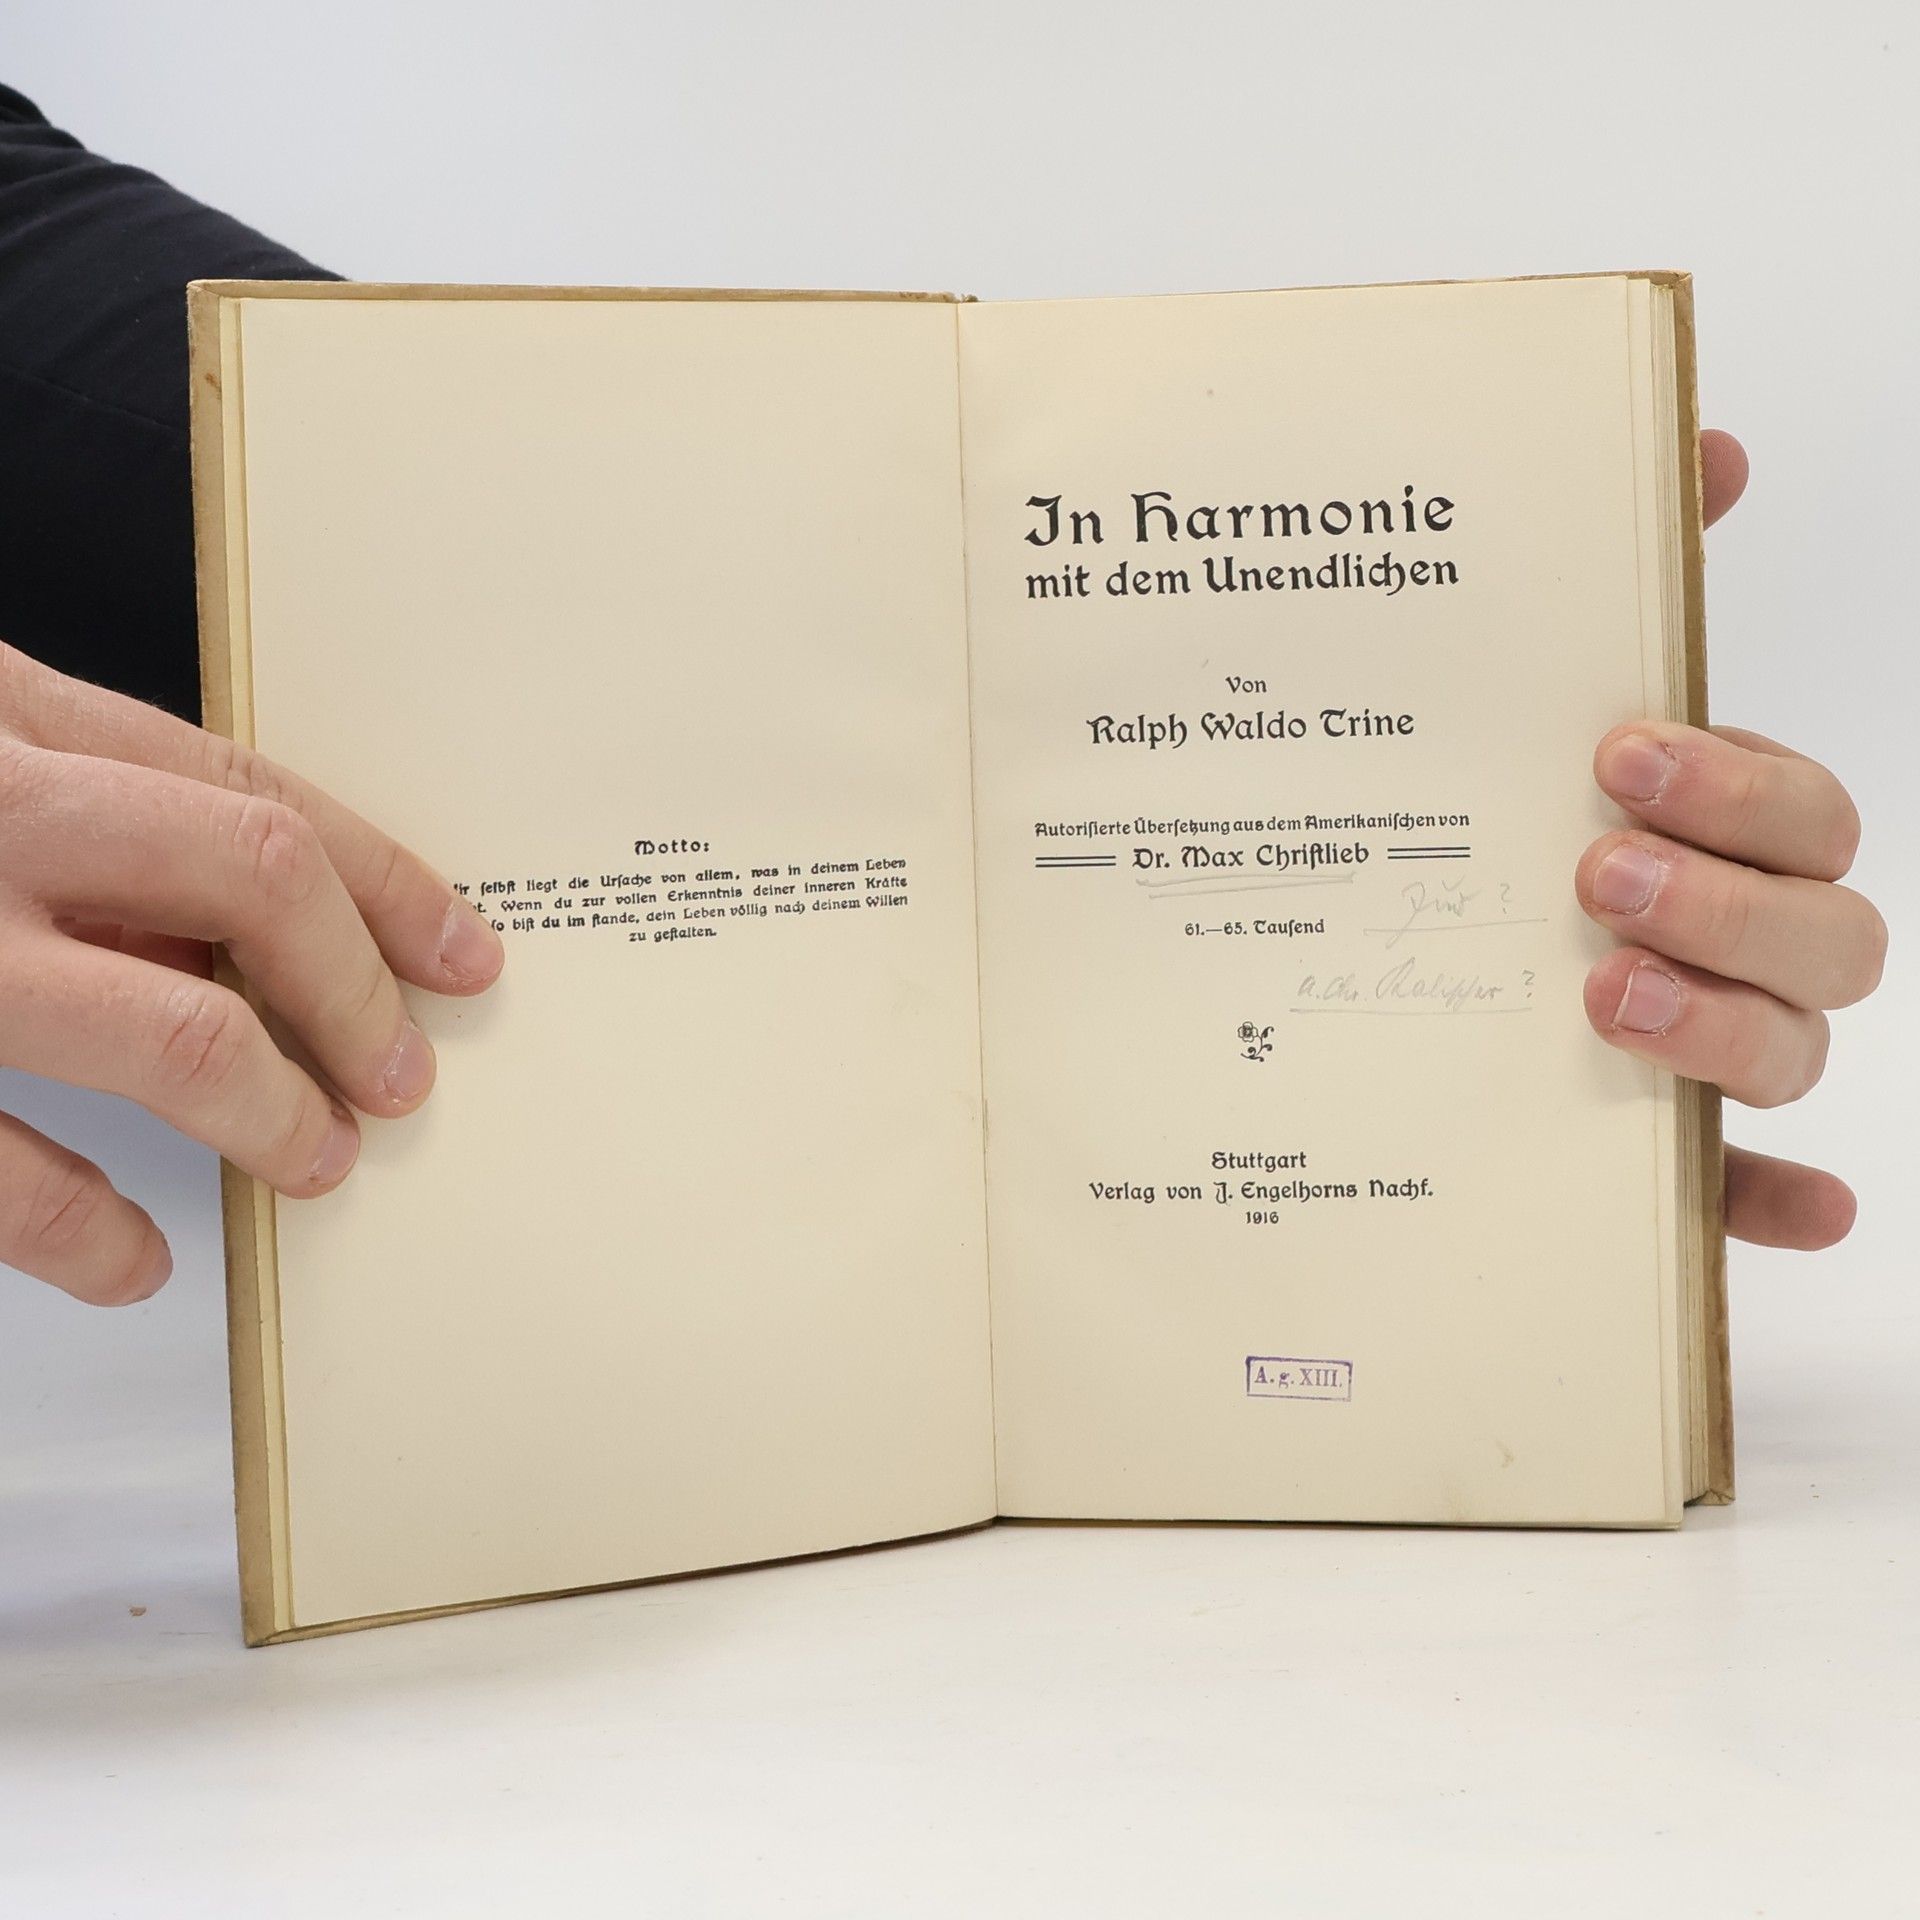 Motto:
ir selbst liegt die Ursache von allem, was in deinem Leben
Wenn du zur vollen Erkenntnis deiner inneren Kräfte
so bist du im stande, dein Leben völlig nach deinem Willen
zu gestalten.
In Harmonie
mit dem Unendlichen
Von
Ralph Waldo Trine
Autorisierte Übersetzung aus dem Amerikanischen von
Dr. Max Christlieb
61.—65. Tausend
Stuttgart
Verlag von J. Engelhorns Nachf.
1916
A. g. XIII.